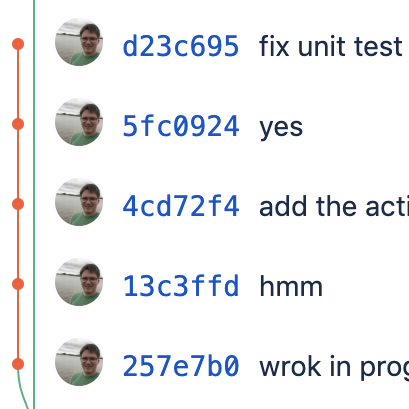 d23c695 fix unit test
5fc0924 yes
4cd72f4 add the acti
13c3ffd hmm
257e7b0 wrok in prog